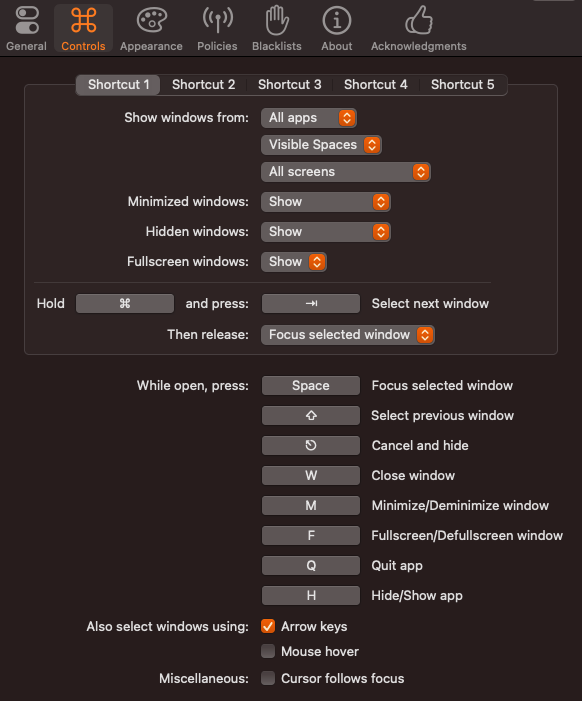 General Controls Appearance Policies Blacklists About Acknowledgments
Shortcut 1 Shortcut 2 Shortcut 3 Shortcut 4 Shortcut 5
Show windows from: All apps
Visible Spaces
All screens
Minimized windows: Show
Hidden windows: Show
Fullscreen windows: Show
Hold ⌘ and press: ⇥ Select next window
Then release: Focus selected window
While open, press: Space Focus selected window
⇧ Select previous window
⎋ Cancel and hide
W Close window
M Minimize/Deminimize window
F Fullscreen/Defullscreen window
Q Quit app
H Hide/Show app
Also select windows using: Arrow keys
Mouse hover
Miscellaneous: Cursor follows focus